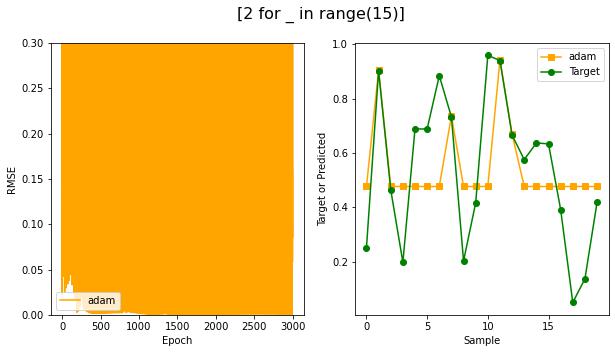 [2 for _ in range(15)]
0.30
0.25
0.20
0.15
0.10
0.05
0.00
RMSE
0 500 1000 1500 2000 2500 3000
Epoch
adam
1.0
0.8
0.6
0.4
0.2
Target or Predicted
0 5 10 15
Sample
adam
Target